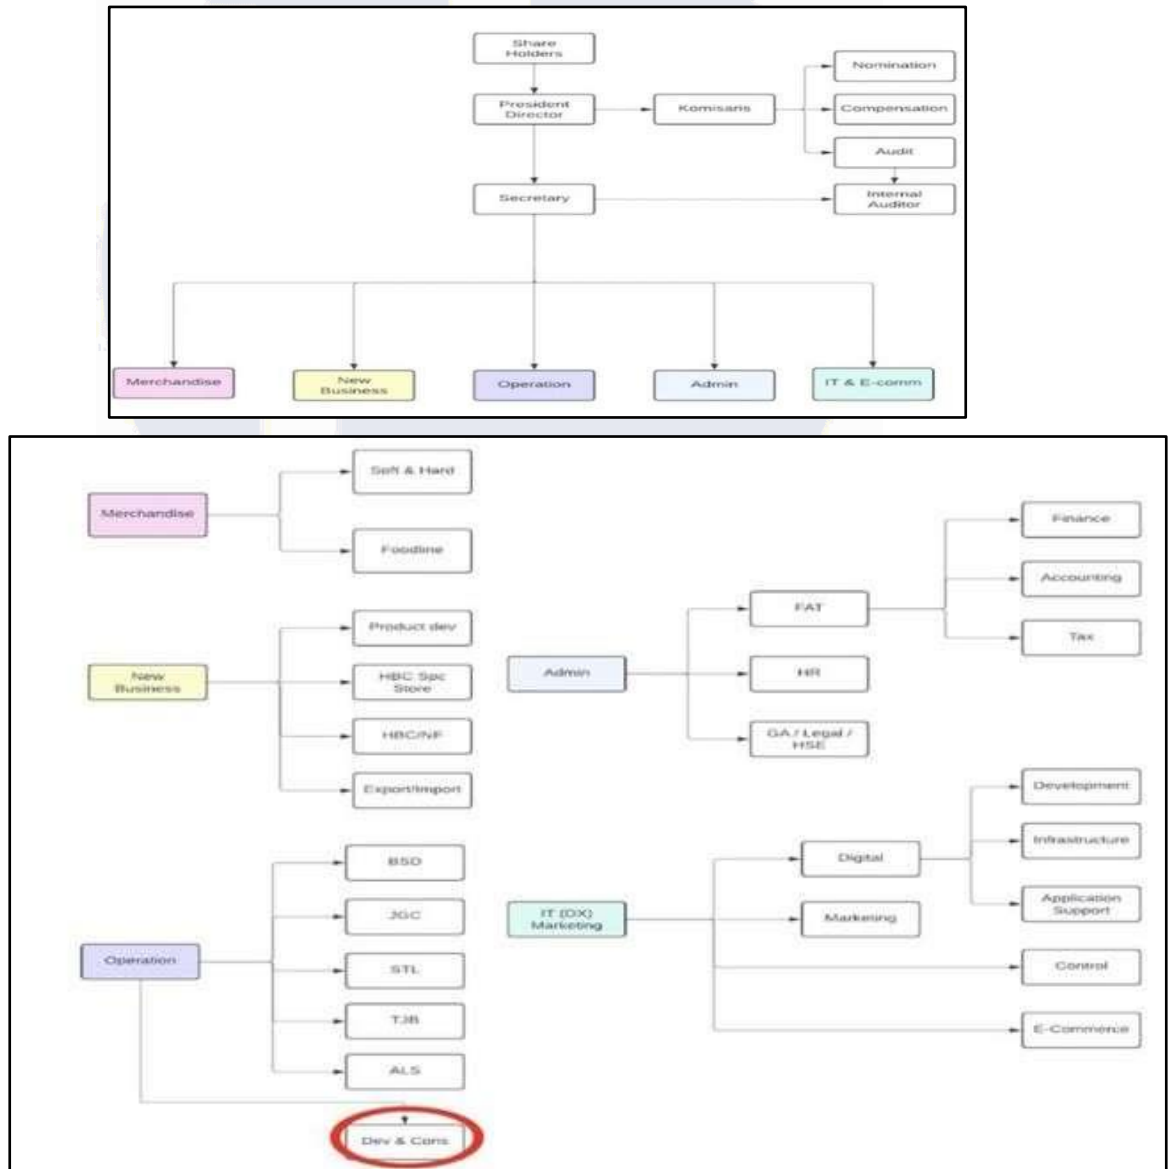 Share
Holders
President
Director
Komisaris
Nomination
Compensation
Audit
Secretary
Internal
Auditor
Merchandise
New
Business
Operation
Admin
IT & E-comm
Merchandise
Soft & Hard
Foodline
New
Business
Product dev
HBC Spc
Store
HBC/NF
Export/Import
Operation
BSD
JGC
STL
TJB
ALS
Dev & Cons
Admin
FAT
HR
GA / Legal /
HSE
Finance
Accounting
Tax
IT (DX)
Marketing
Digital
Marketing
Development
Infrastructure
Application
Support
Control
E-Commerce